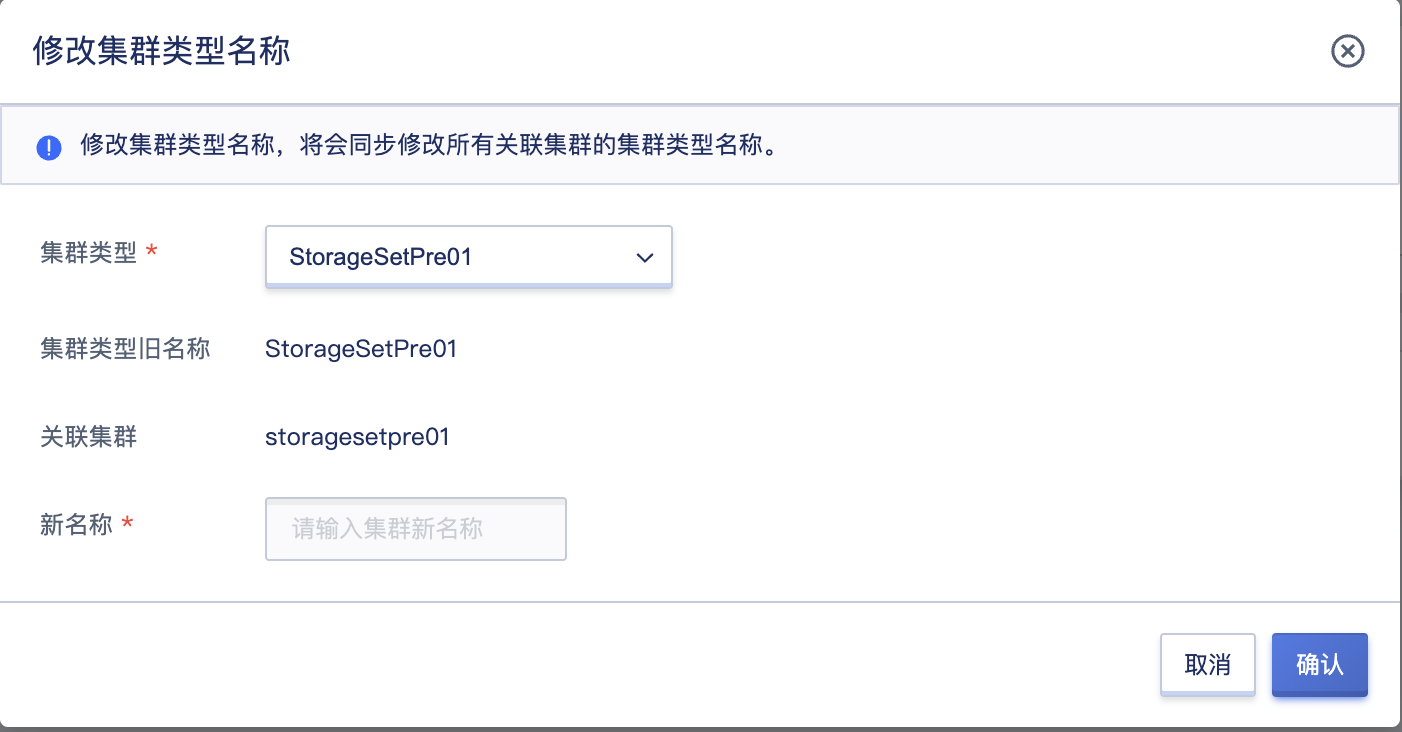 修改集群类型名称
修改集群类型名称，将会同步修改所有关联集群的集群类型名称。
集群类型 * StorageSetPre01
集群类型旧名称 StorageSetPre01
关联集群 storagesetpre01
新名称 * 请输入集群新名称
取消 确认